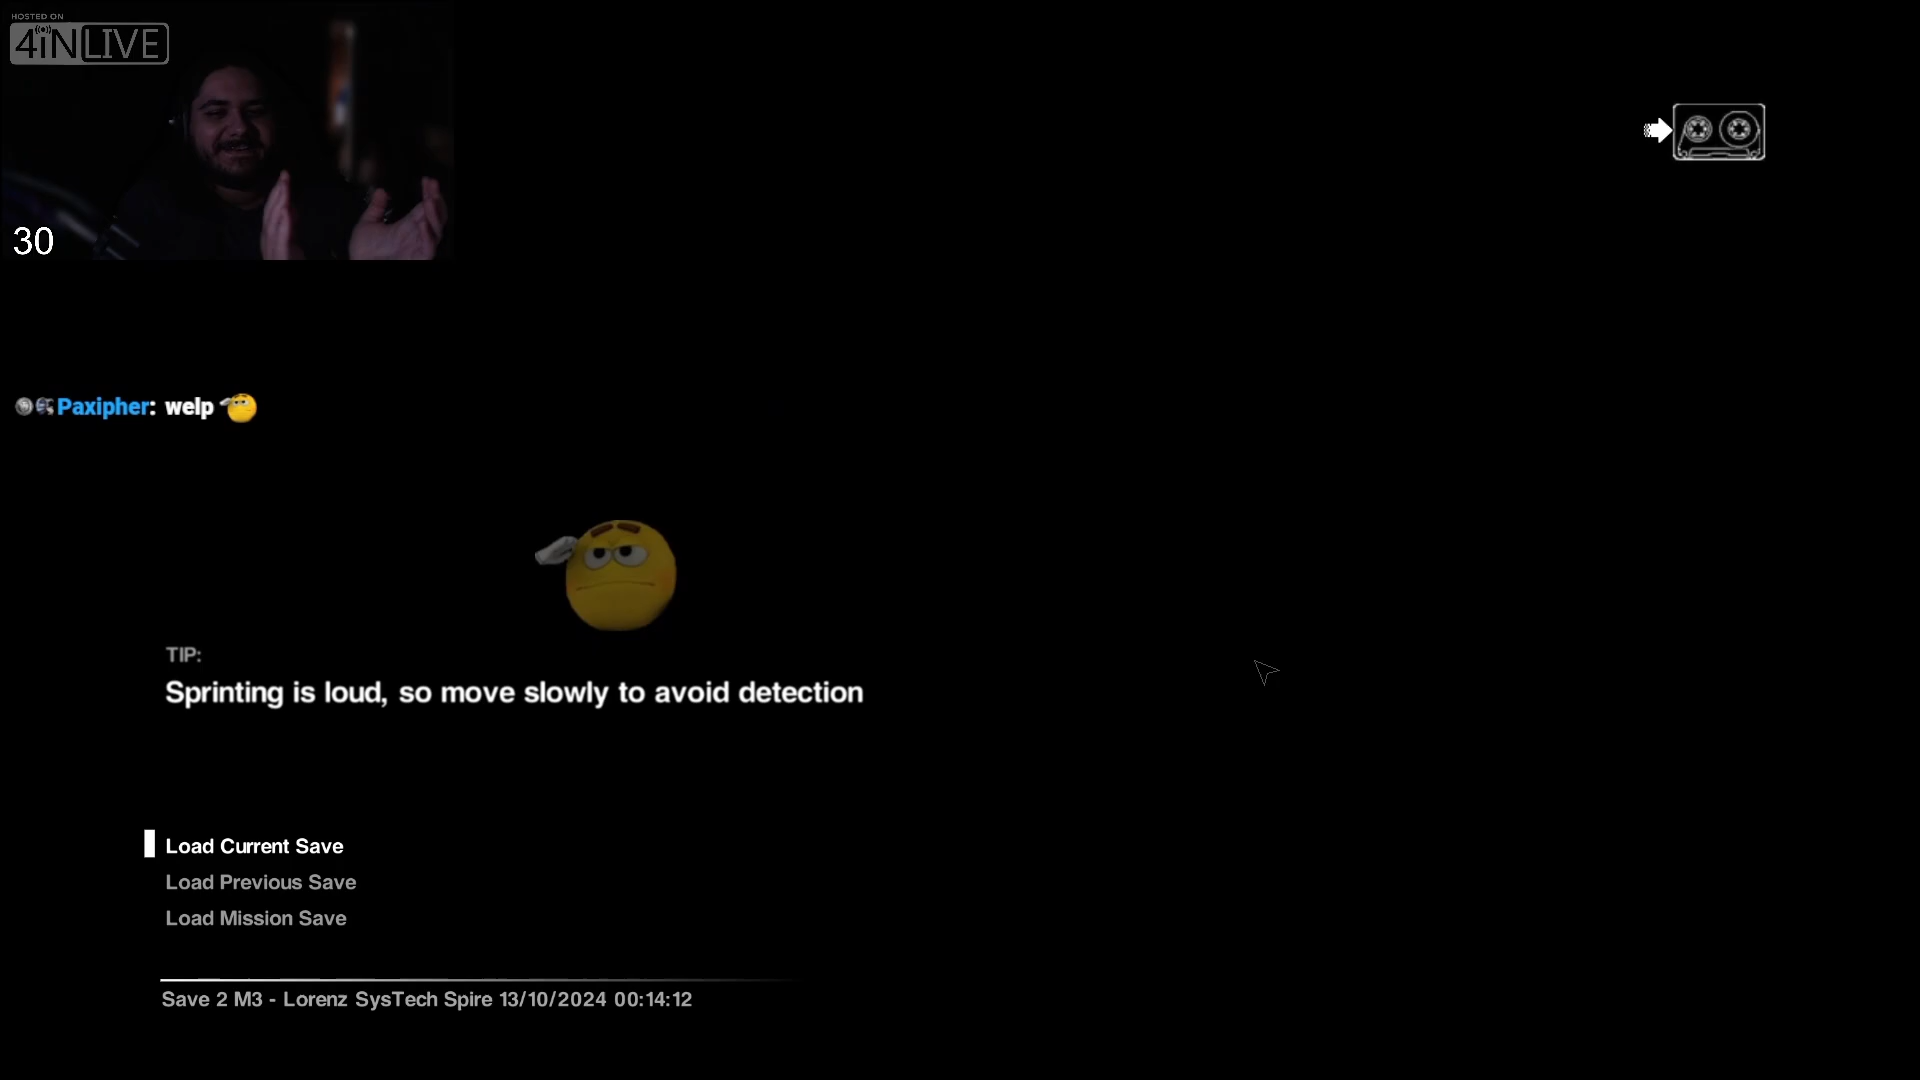 HOSTED ON
4iNLIVE
30
Paxipher: welp
TIP:
Sprinting is loud, so move slowly to avoid detection
Load Current Save
Load Previous Save
Load Mission Save
Save 2 M3 - Lorenz SysTech Spire 13/10/2024 00:14:12